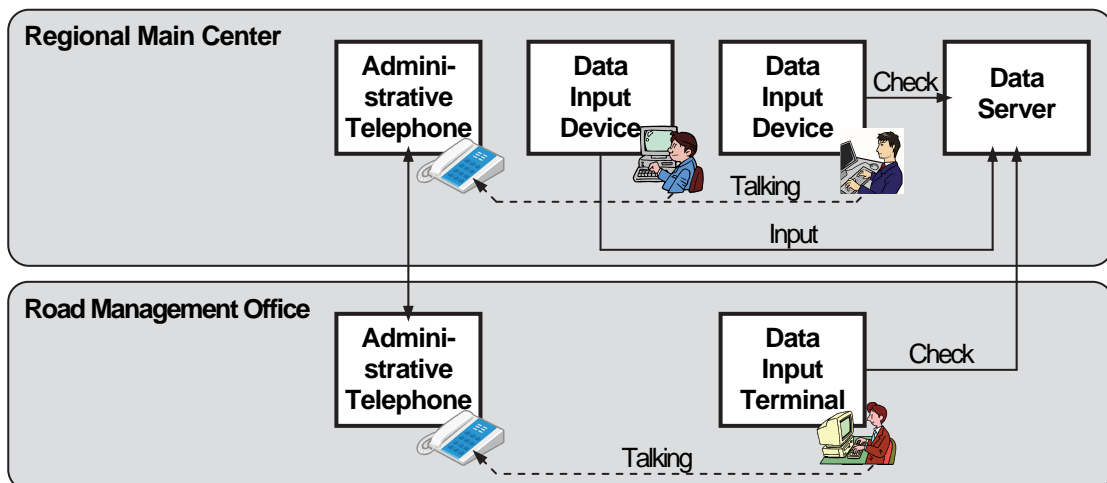 Regional Main Center
Admini-
strative
Telephone
Data
Input
Device
Data
Input
Device
Check
Data
Server
Talking
Input
Road Management Office
Admini-
strative
Telephone
Data
Input
Terminal
Check
Talking